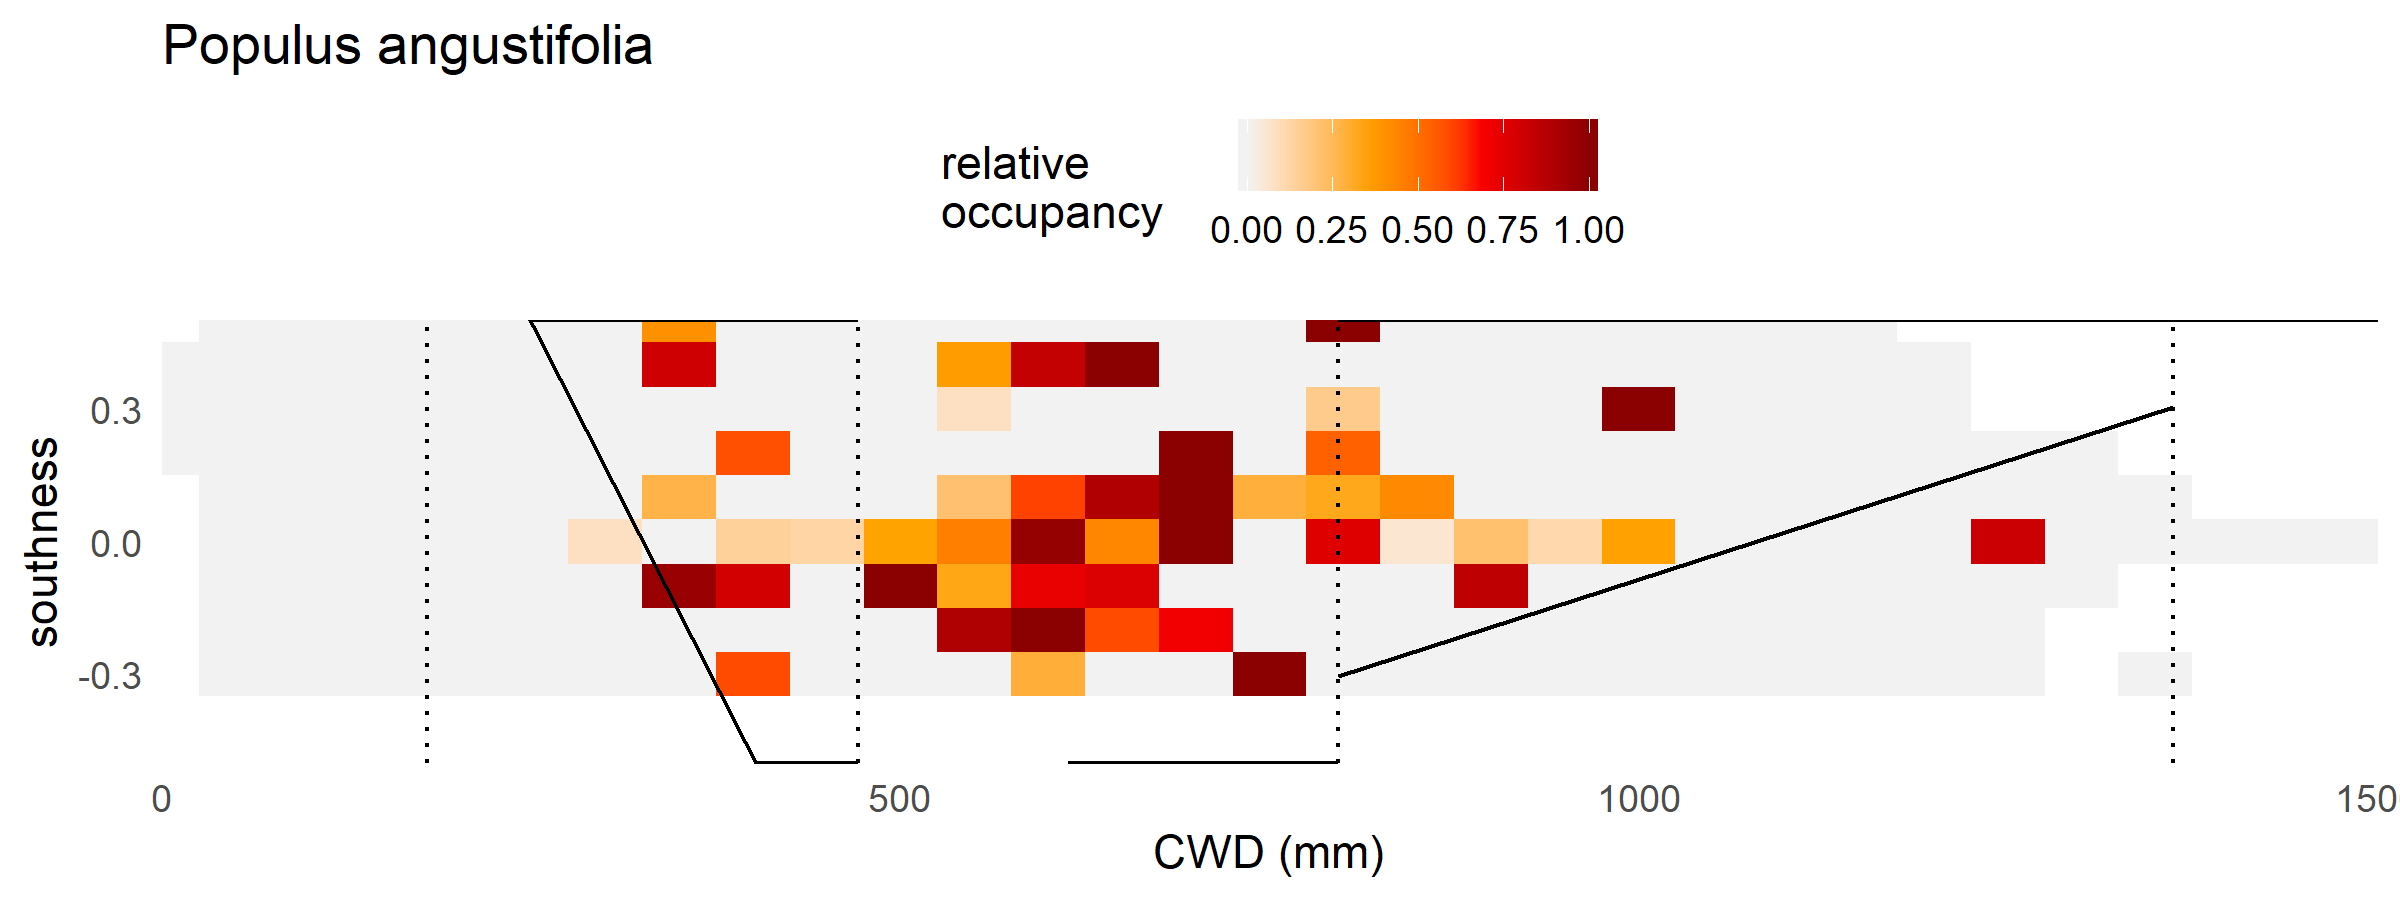 Populus angustifolia
relative
occupancy
0.00 0.25 0.50 0.75 1.00
southness
0.3
0.0
-0.3
0 500 1000 150
CWD (mm)